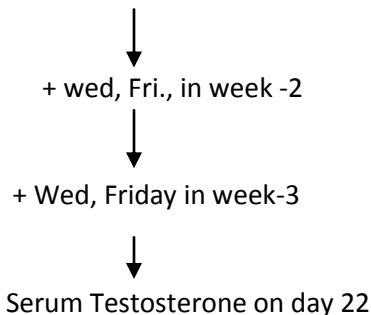 + wed, Fri., in week -2
+ Wed, Friday in week-3
Serum Testosterone on day 22